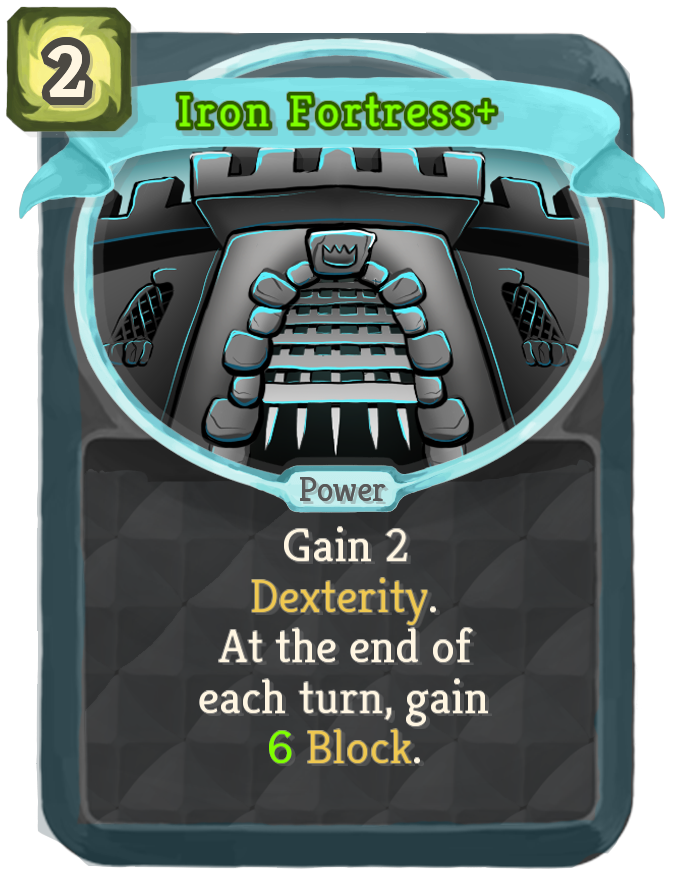 2
Iron Fortress+
Power
Gain 2
Dexterity.
At the end of
each turn, gain
6 Block.